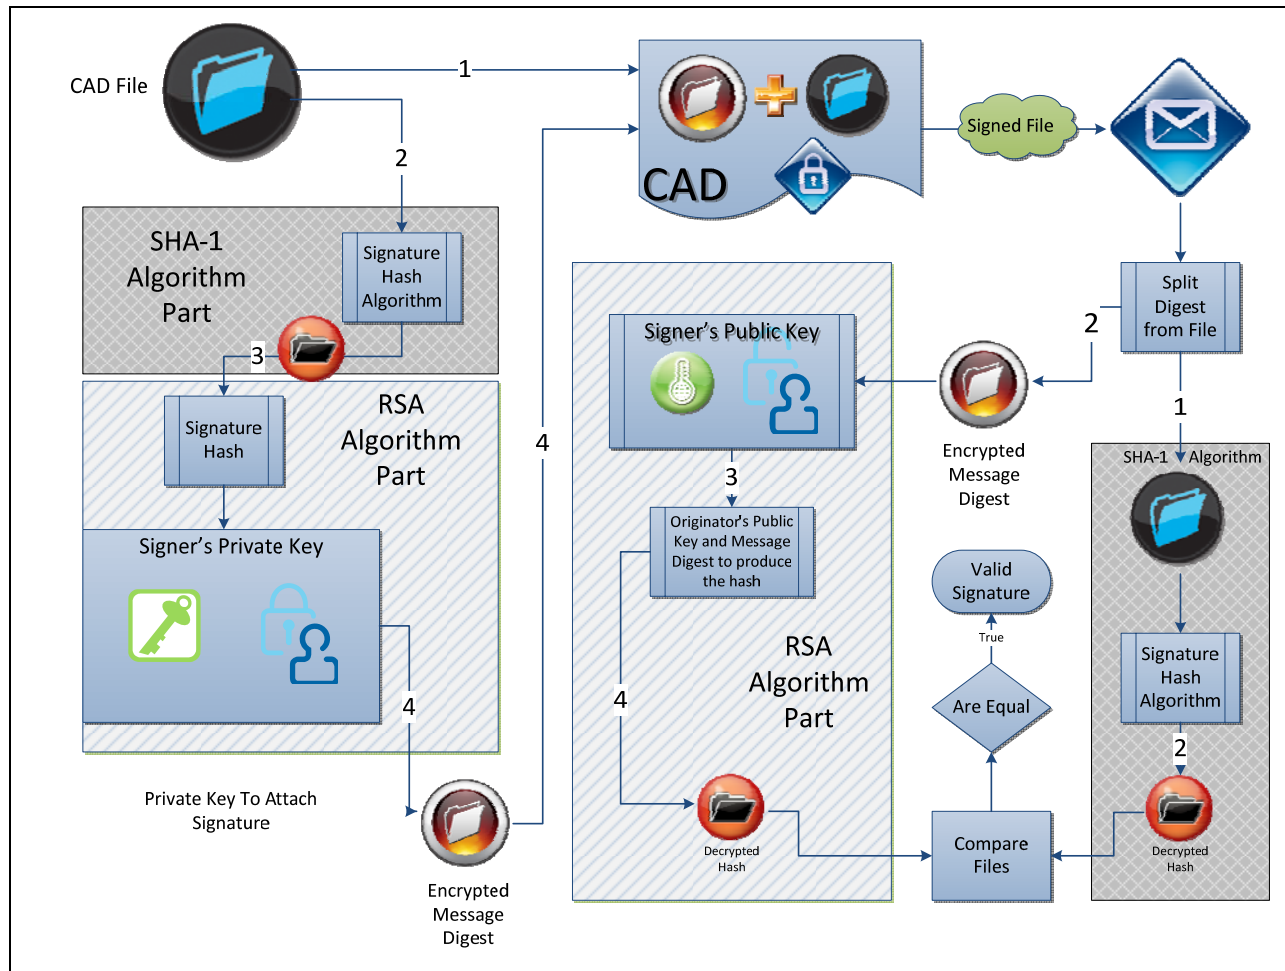 CAD File
1
2
SHA-1
Algorithm
Part
Signature
Hash
Algorithm
3
RSA
Algorithm
Part
Signature
Hash
Signer's Private Key
4
Private Key To Attach
Signature
Encrypted
Message
Digest
4
CAD
Signed File
Split
Digest
from File
2
1
Encrypted
Message
Digest
Signer's Public Key
3
Originator's Public
Key and Message
Digest to produce
the hash
4
RSA
Algorithm
Part
Decrypted
Hash
SHA-1 Algorithm
Signature
Hash
Algorithm
2
Decrypted
Hash
Compare
Files
Are Equal
True
Valid
Signature